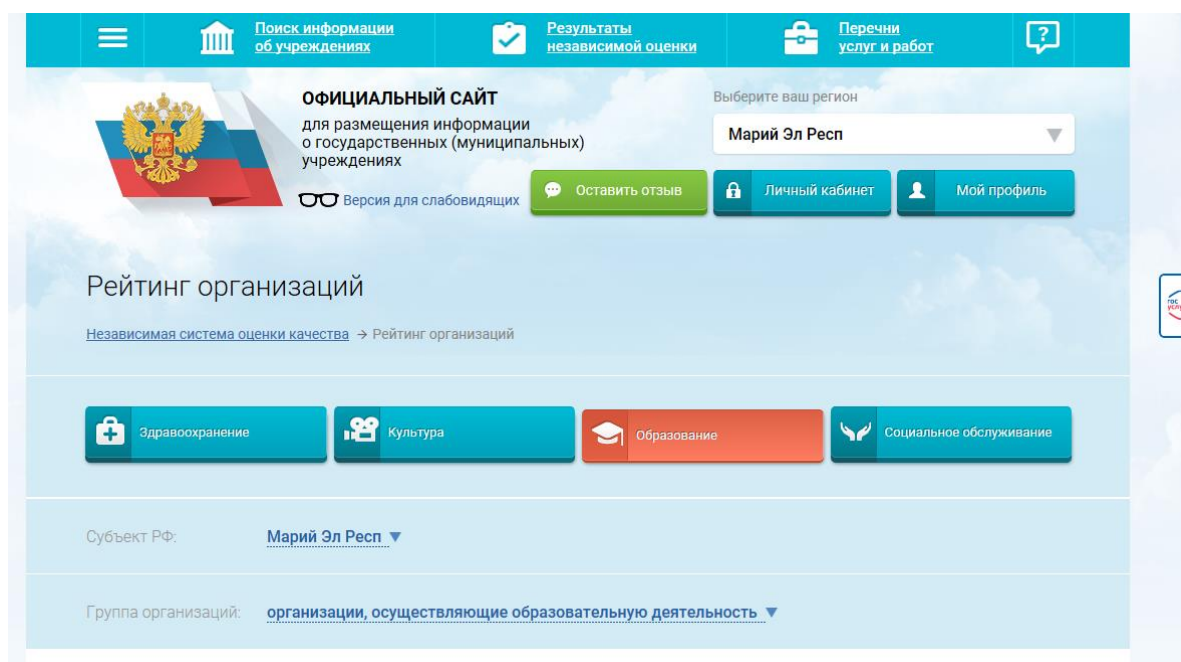 Поиск информации
об учреждениях
Результаты
независимой оценки
Перечни
услуг и работ
?
ОФИЦИАЛЬНЫЙ САЙТ
для размещения информации
о государственных (муниципальных)
учреждениях
Версия для слабовидящих
Выберите ваш регион
Марий Эл Респ
Оставить отзыв
Личный кабинет
Мой профиль
Рейтинг организаций
Независимая система оценки качества → Рейтинг организаций
Здравоохранение
Культура
Образование
Социальное обслуживание
Субъект РФ: Марий Эл Респ
Группа организаций: организации, осуществляющие образовательную деятельность